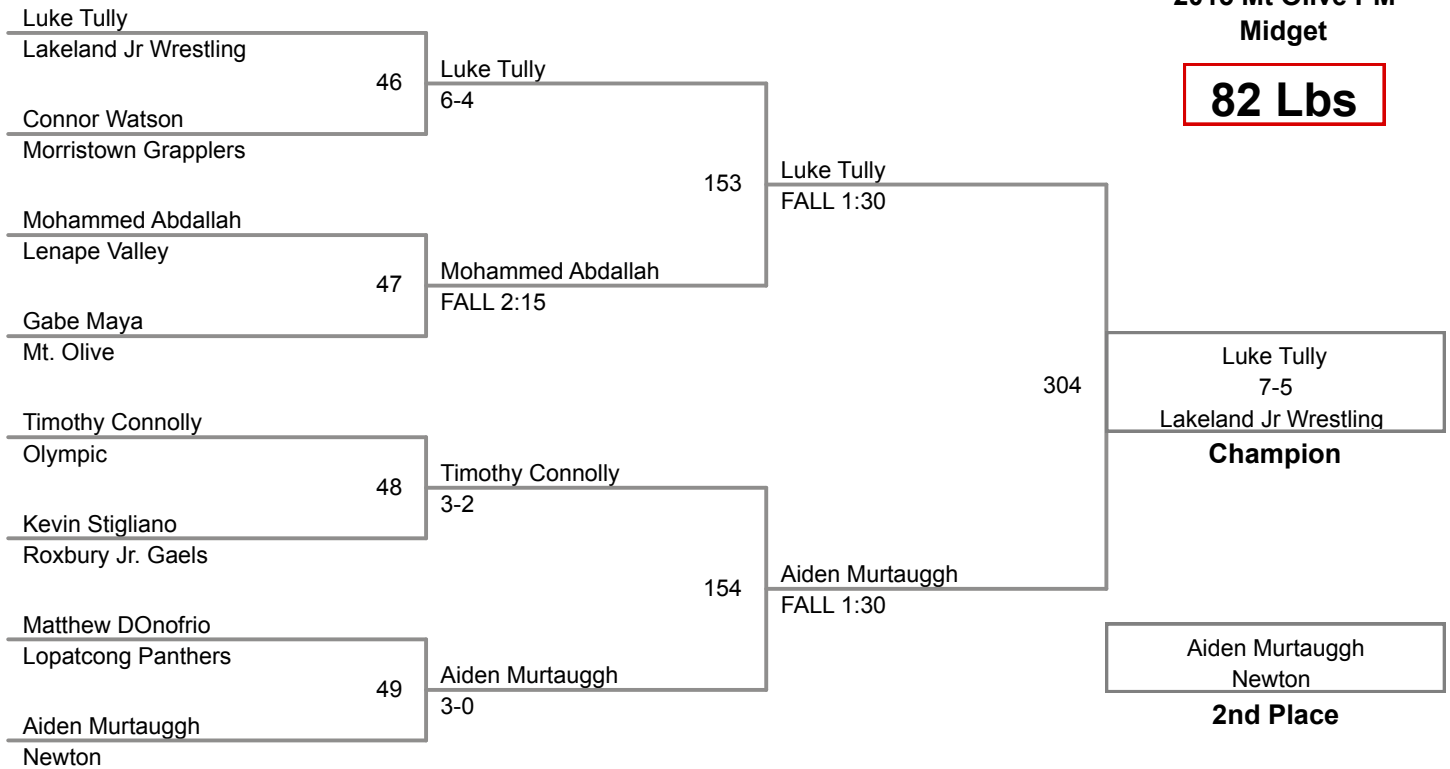 Midget
82 Lbs
Luke Tully
Lakeland Jr Wrestling
46
Luke Tully
6-4
Connor Watson
Morristown Grapplers
153
Luke Tully
FALL 1:30
Mohammed Abdallah
Lenape Valley
47
Mohammed Abdallah
FALL 2:15
Gabe Maya
Mt. Olive
304
Luke Tully
7-5
Lakeland Jr Wrestling
Champion
Timothy Connolly
Olympic
48
Timothy Connolly
3-2
Kevin Stigliano
Roxbury Jr. Gaels
154
Aiden Murtauggh
FALL 1:30
Matthew DOnofrio
Lopatcong Panthers
49
Aiden Murtauggh
3-0
Aiden Murtauggh
Newton
Aiden Murtauggh
Newton
2nd Place